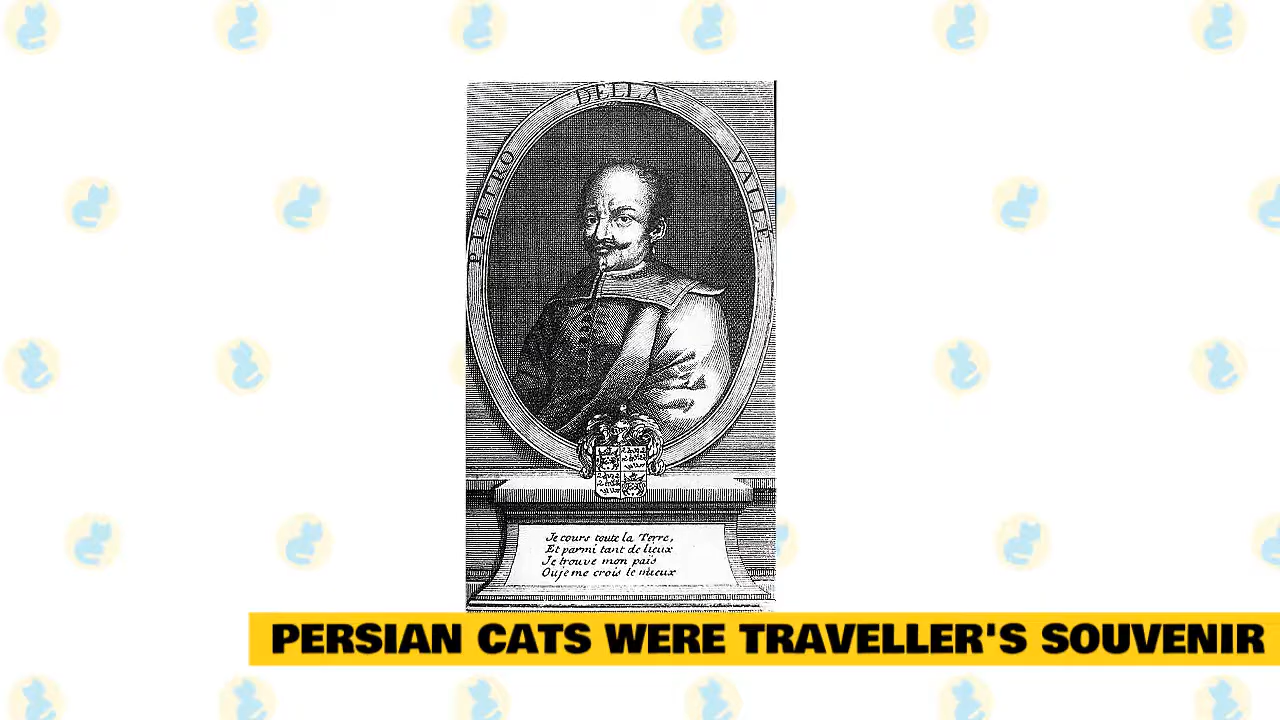 PIETRO DELLA VALLE
Je cours toute la Terre,
Et parmi tant de lieux
Je trouve mon pais
Ou je me crois le mieux
PERSIAN CATS WERE TRAVELLER'S SOUVENIR